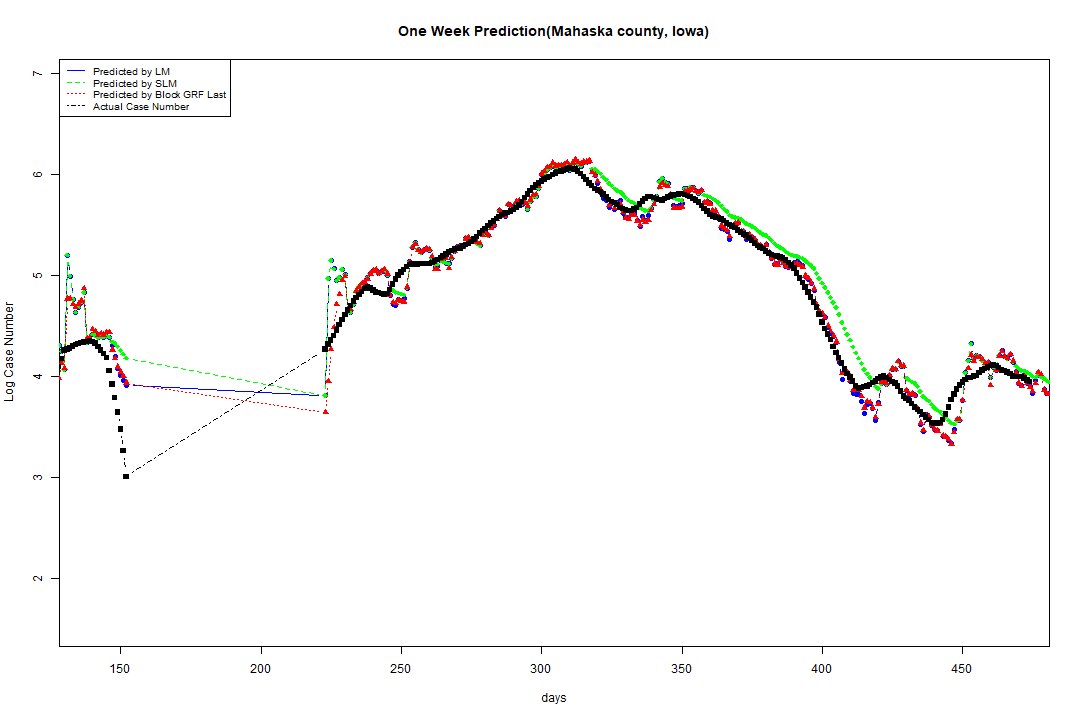 One Week Prediction(Mahaska county, Iowa)
Predicted by LM
Predicted by SLM
Predicted by Block GRF Last
Actual Case Number
7
6
5
4
3
2
Log Case Number
150 200 250 300 350 400 450
days